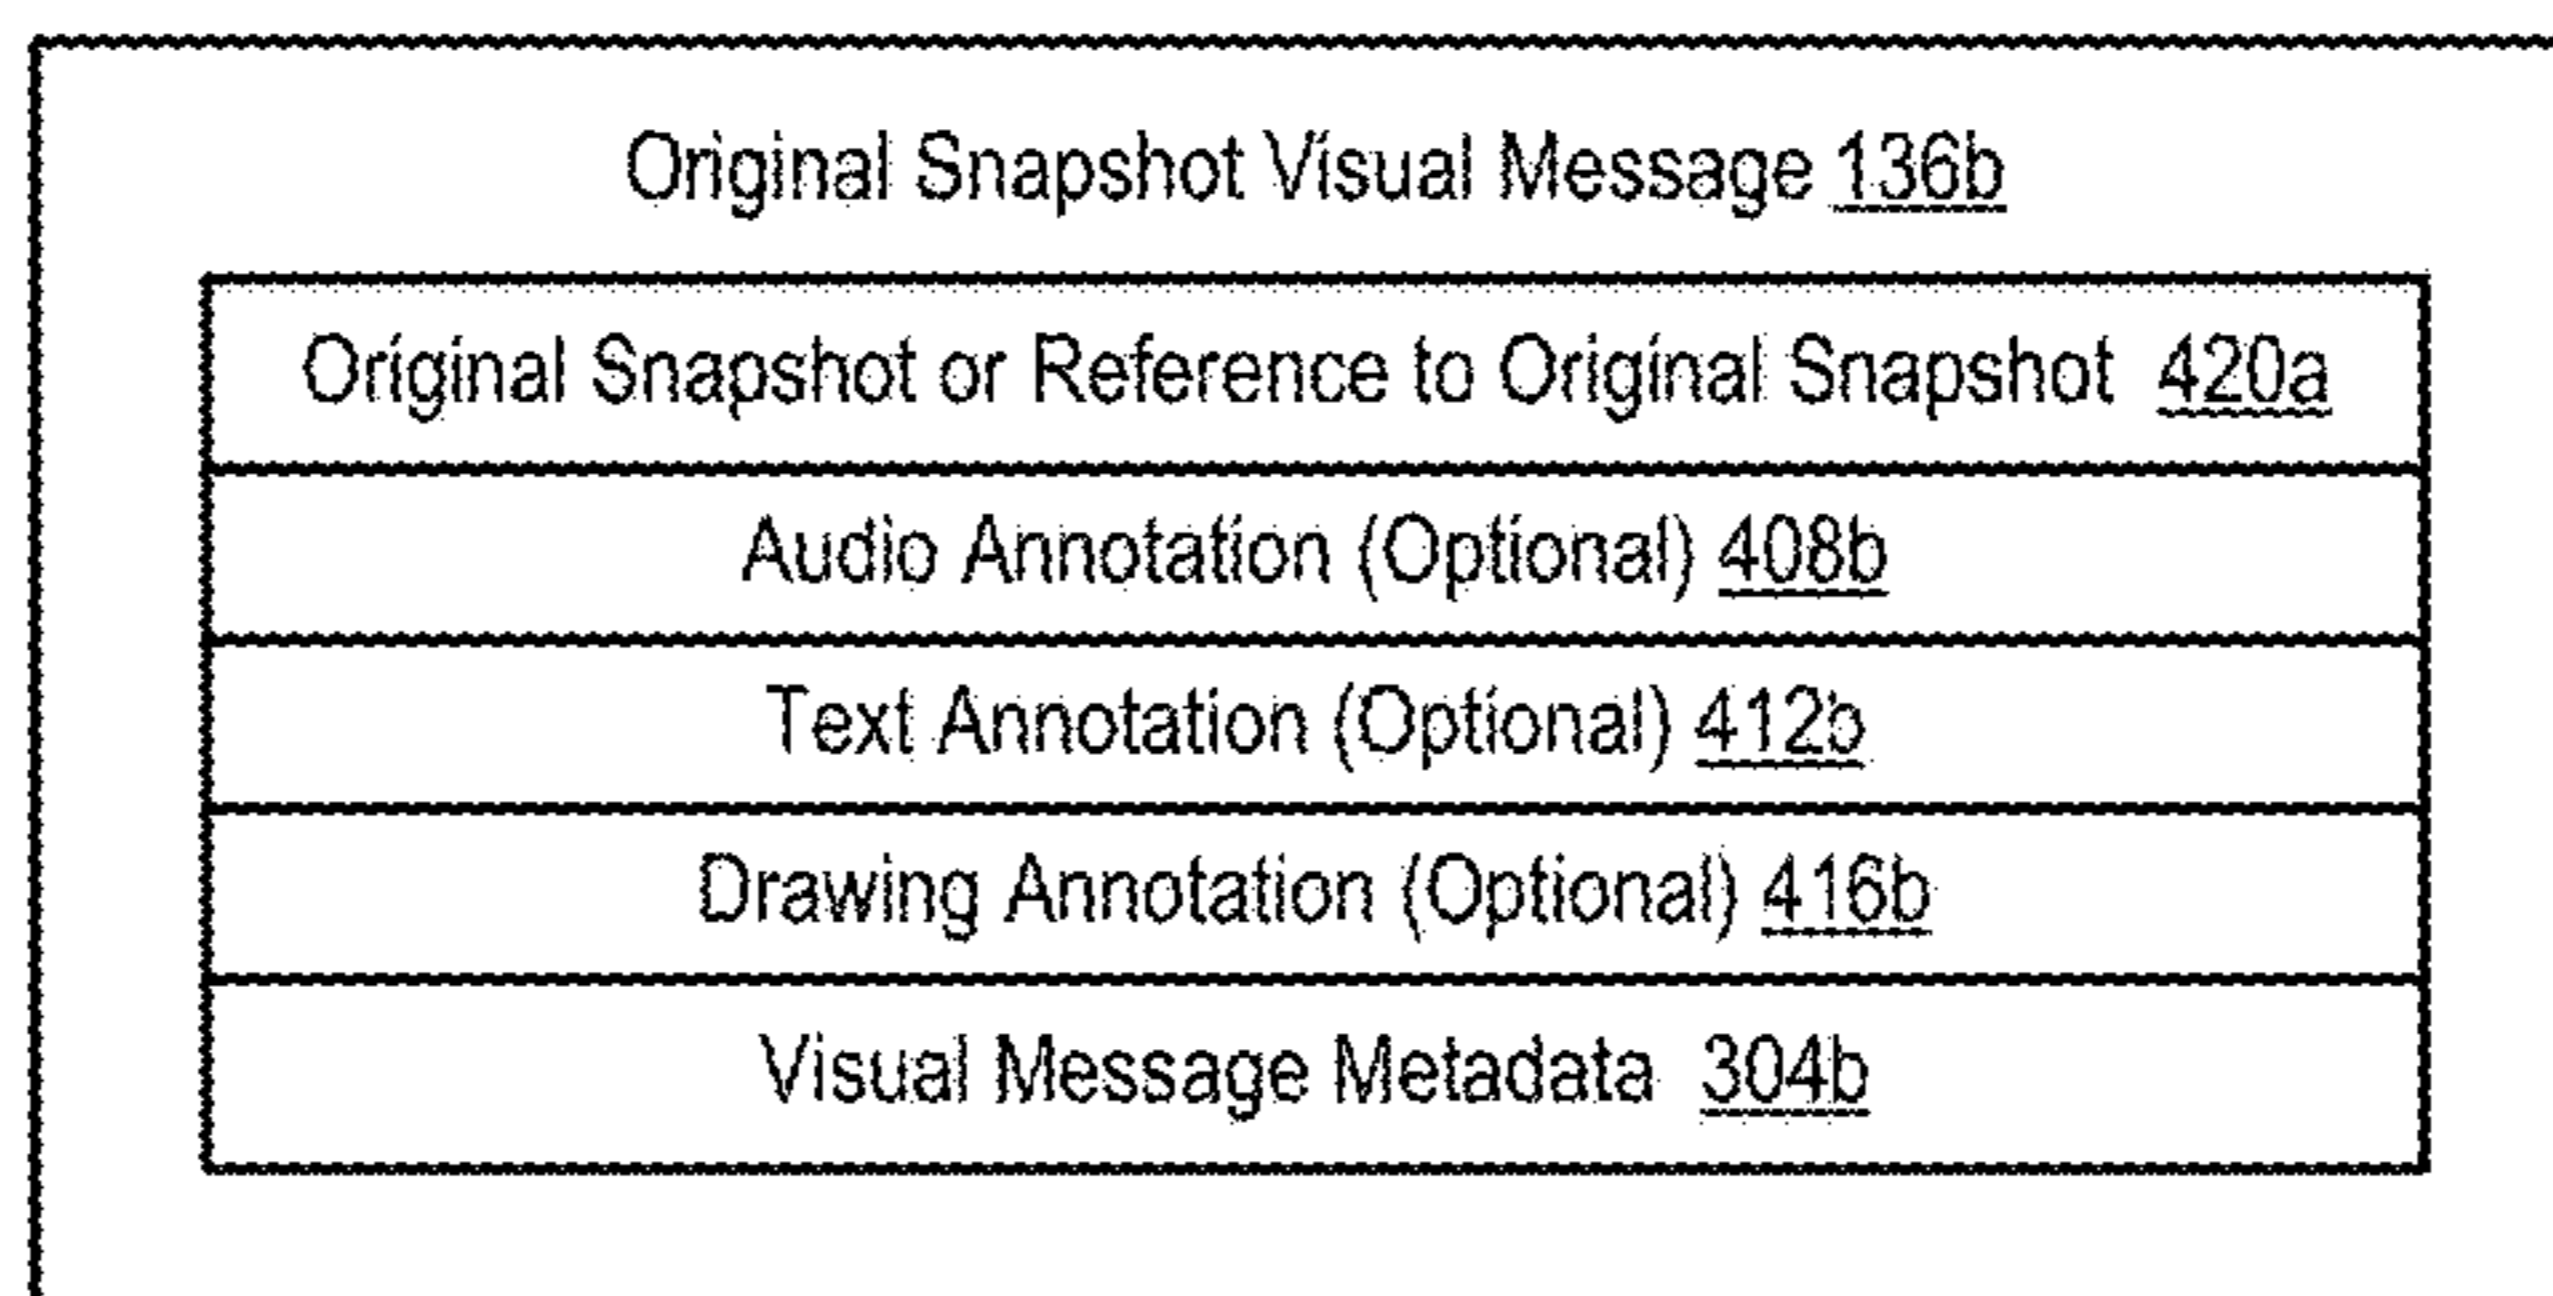 Original Snapshot Visual Message 136b
Original Snapshot or Reference to Original Snapshot 420a
Audio Annotation (Optional) 408b
Text Annotation (Optional) 412b
Drawing Annotation (Optional) 416b
Visual Message Metadata 304b